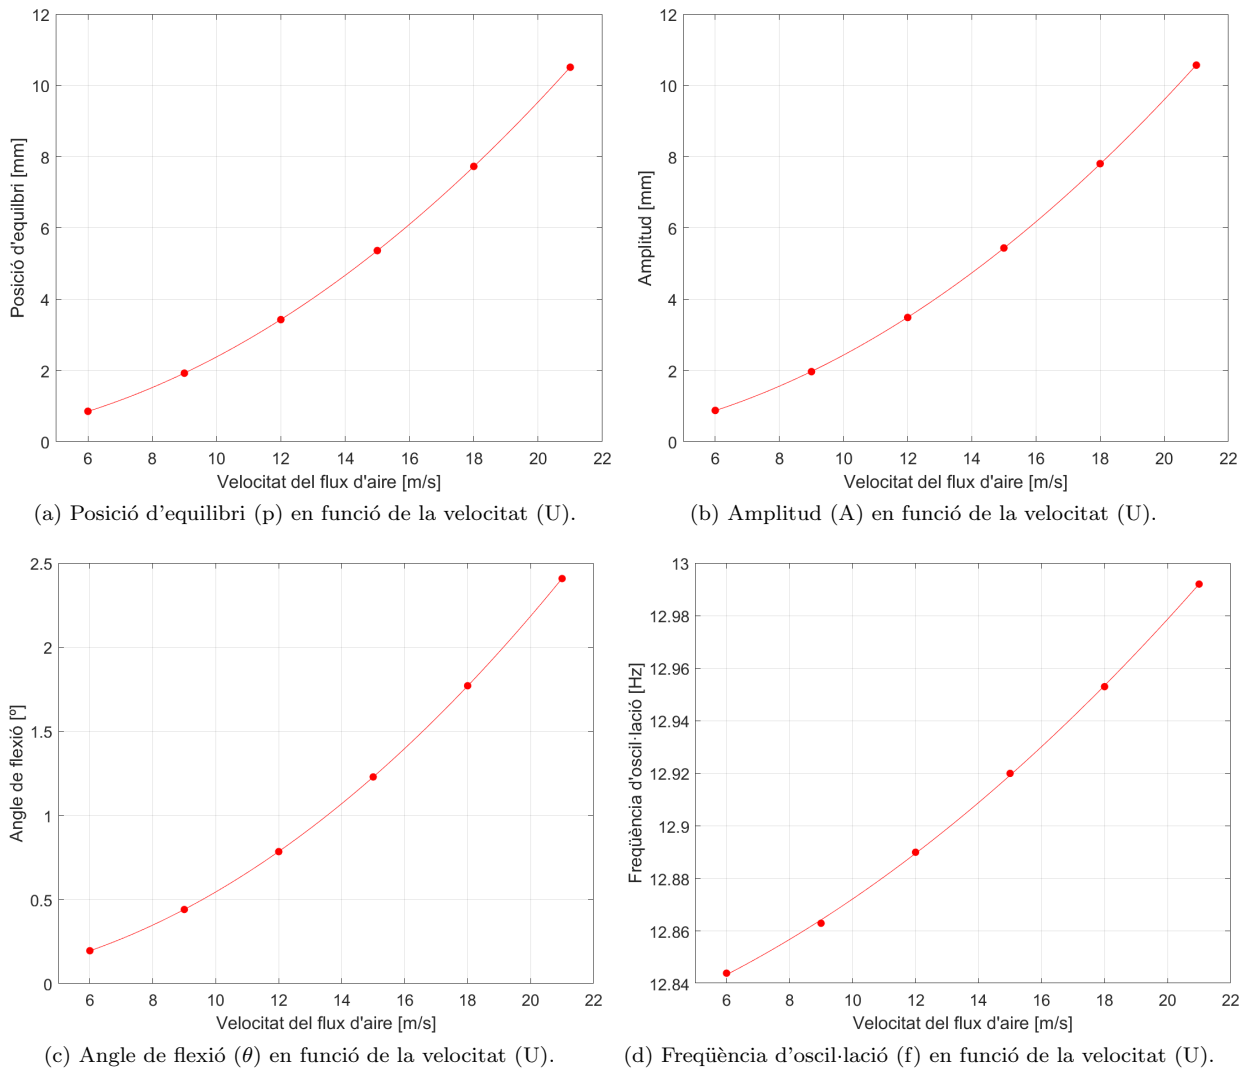 12
10
8
6
4
2
0
Posició d'equilbri [mm]
6 8 10 12 14 16 18 20 22
Velocitat del flux d'aire [m/s]
(a) Posició d'equilibri (p) en funció de la velocitat (U).
12
10
8
6
4
2
0
Amplitud [mm]
6 8 10 12 14 16 18 20 22
Velocitat del flux d'aire [m/s]
(b) Amplitud (A) en funció de la velocitat (U).
2.5
2
1.5
1
0.5
0
Angle de flexió [º]
6 8 10 12 14 16 18 20 22
Velocitat del flux d'aire [m/s]
(c) Angle de flexió (θ) en funció de la velocitat (U).
13
12.98
12.96
12.94
12.92
12.9
12.88
12.86
12.84
Freqüència d'oscil·lació [Hz]
6 8 10 12 14 16 18 20 22
Velocitat del flux d'aire [m/s]
(d) Freqüència d'oscil·lació (f) en funció de la velocitat (U).